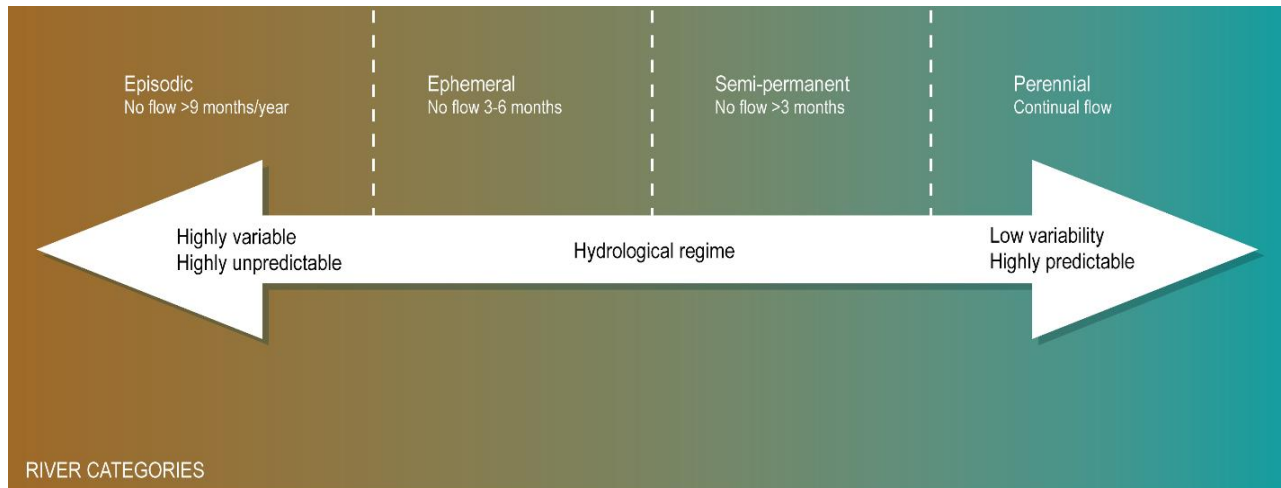 Episodic
No flow >9 months/year
Ephemeral
No flow 3-6 months
Semi-permanent
No flow >3 months
Perennial
Continual flow
Highly variable
Highly unpredictable
Hydrological regime
Low variability
Highly predictable
RIVER CATEGORIES